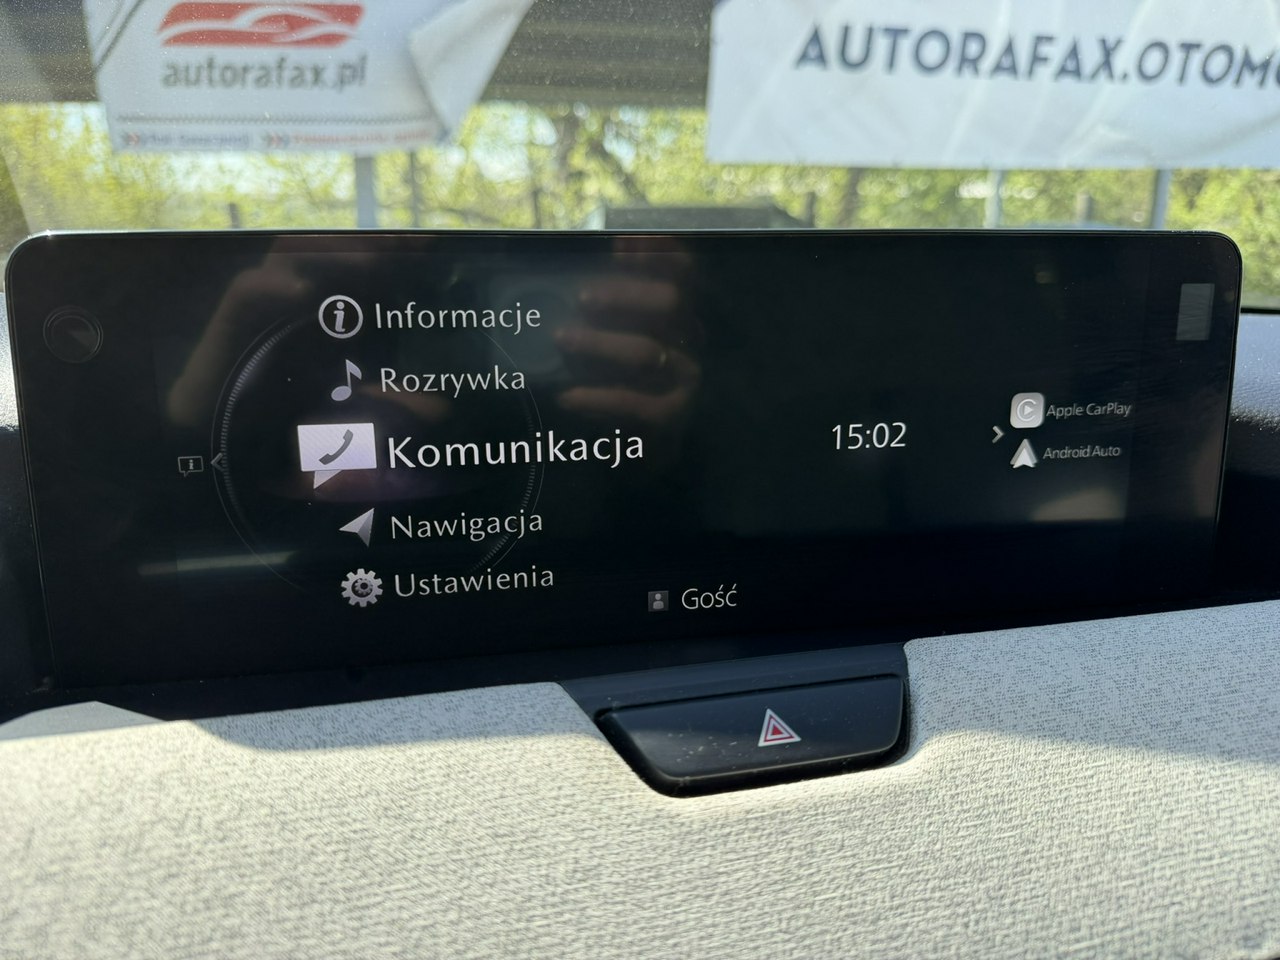 autorafax.pl
AUTORAFAX.OTOMO
Informacje
Rozrywka
Komunikacja
Nawigacja
Ustawienia
15:02
Apple CarPlay
Android Auto
Gość